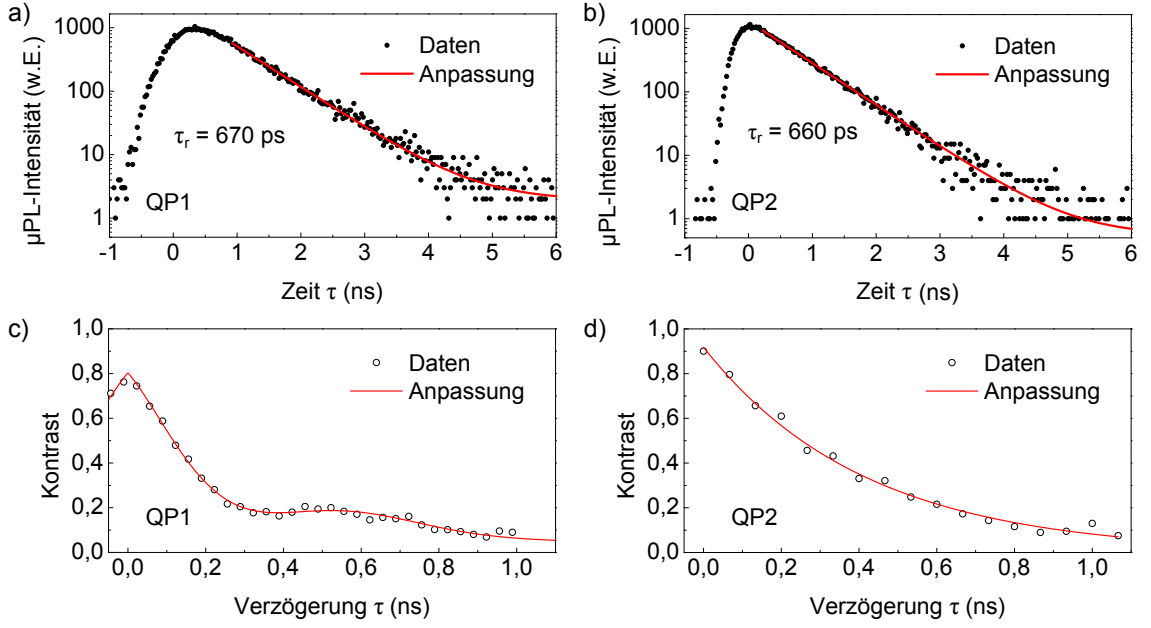 a)
µPL-Intensität (w.E.)
1000
100
10
1
Daten
Anpassung
τr = 670 ps
QP1
-1 0 1 2 3 4 5 6
Zeit τ (ns)
b)
µPL-Intensität (w.E.)
1000
100
10
1
Daten
Anpassung
τr = 660 ps
QP2
-1 0 1 2 3 4 5 6
Zeit τ (ns)
c)
Kontrast
1,0
0,8
0,6
0,4
0,2
0,0
Daten
Anpassung
QP1
0,0 0,2 0,4 0,6 0,8 1,0
Verzögerung τ (ns)
d)
Kontrast
1,0
0,8
0,6
0,4
0,2
0,0
Daten
Anpassung
QP2
0,0 0,2 0,4 0,6 0,8 1,0
Verzögerung τ (ns)